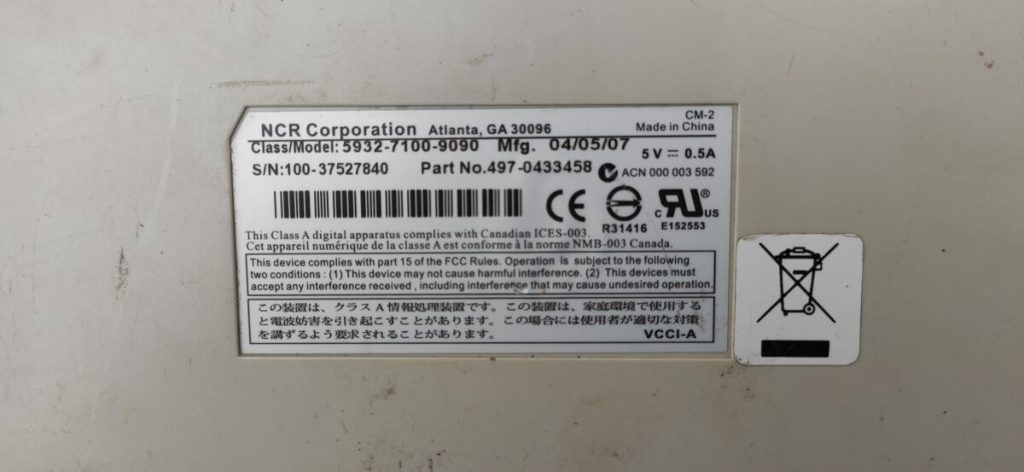 CM-2
NCR Corporation Atlanta, GA 30096 Made in China
Class/Model: 5932-7100-9090 Mfg. 04/05/07 5 V ⎓ 0.5A
S/N:100-37527840 Part No.497-0433458 ACN 000 003 592
CE R31416 c RU® US E152553
This Class A digital apparatus complies with Canadian ICES-003.
Cet appareil numérique de la classe A est conforme à la norme NMB-003 Canada.
This device complies with part 15 of the FCC Rules. Operation is subject to the following
two conditions : (1) This device may not cause harmful interference. (2) This devices must
accept any interference received , including interference that may cause undesired operation.
この装置は、クラス A 情報処理装置です。この装置は、家庭環境で使用する
と電波妨害を引き起こすことがあります。この場合には使用者が適切な対策
を講ずるよう要求されることがあります。 VCCI-A